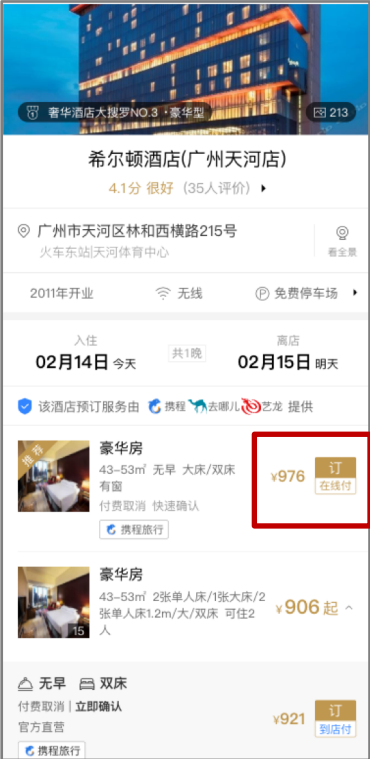 奢华酒店大搜罗NO.3 ·豪华型
213
希尔顿酒店(广州天河店)
4.1分 很好 (35人评价)
广州市天河区林和西横路215号
火车东站|天河体育中心
看全景
2011年开业
无线
免费停车场
入住
02月14日 今天
共1晚
离店
02月15日 明天
该酒店预订服务由 携程 去哪儿 艺龙 提供
推荐
豪华房
43-53㎡ 无早 大床/双床
有窗
付费取消 快速确认
携程旅行
¥976
订
在线付
豪华房
43-53㎡ 2张单人床/1张大床/2
张单人床1.2m/大/双床 可住2
人
15
¥906起
无早 双床
付费取消 | 立即确认
官方直营
携程旅行
¥921
订
到店付